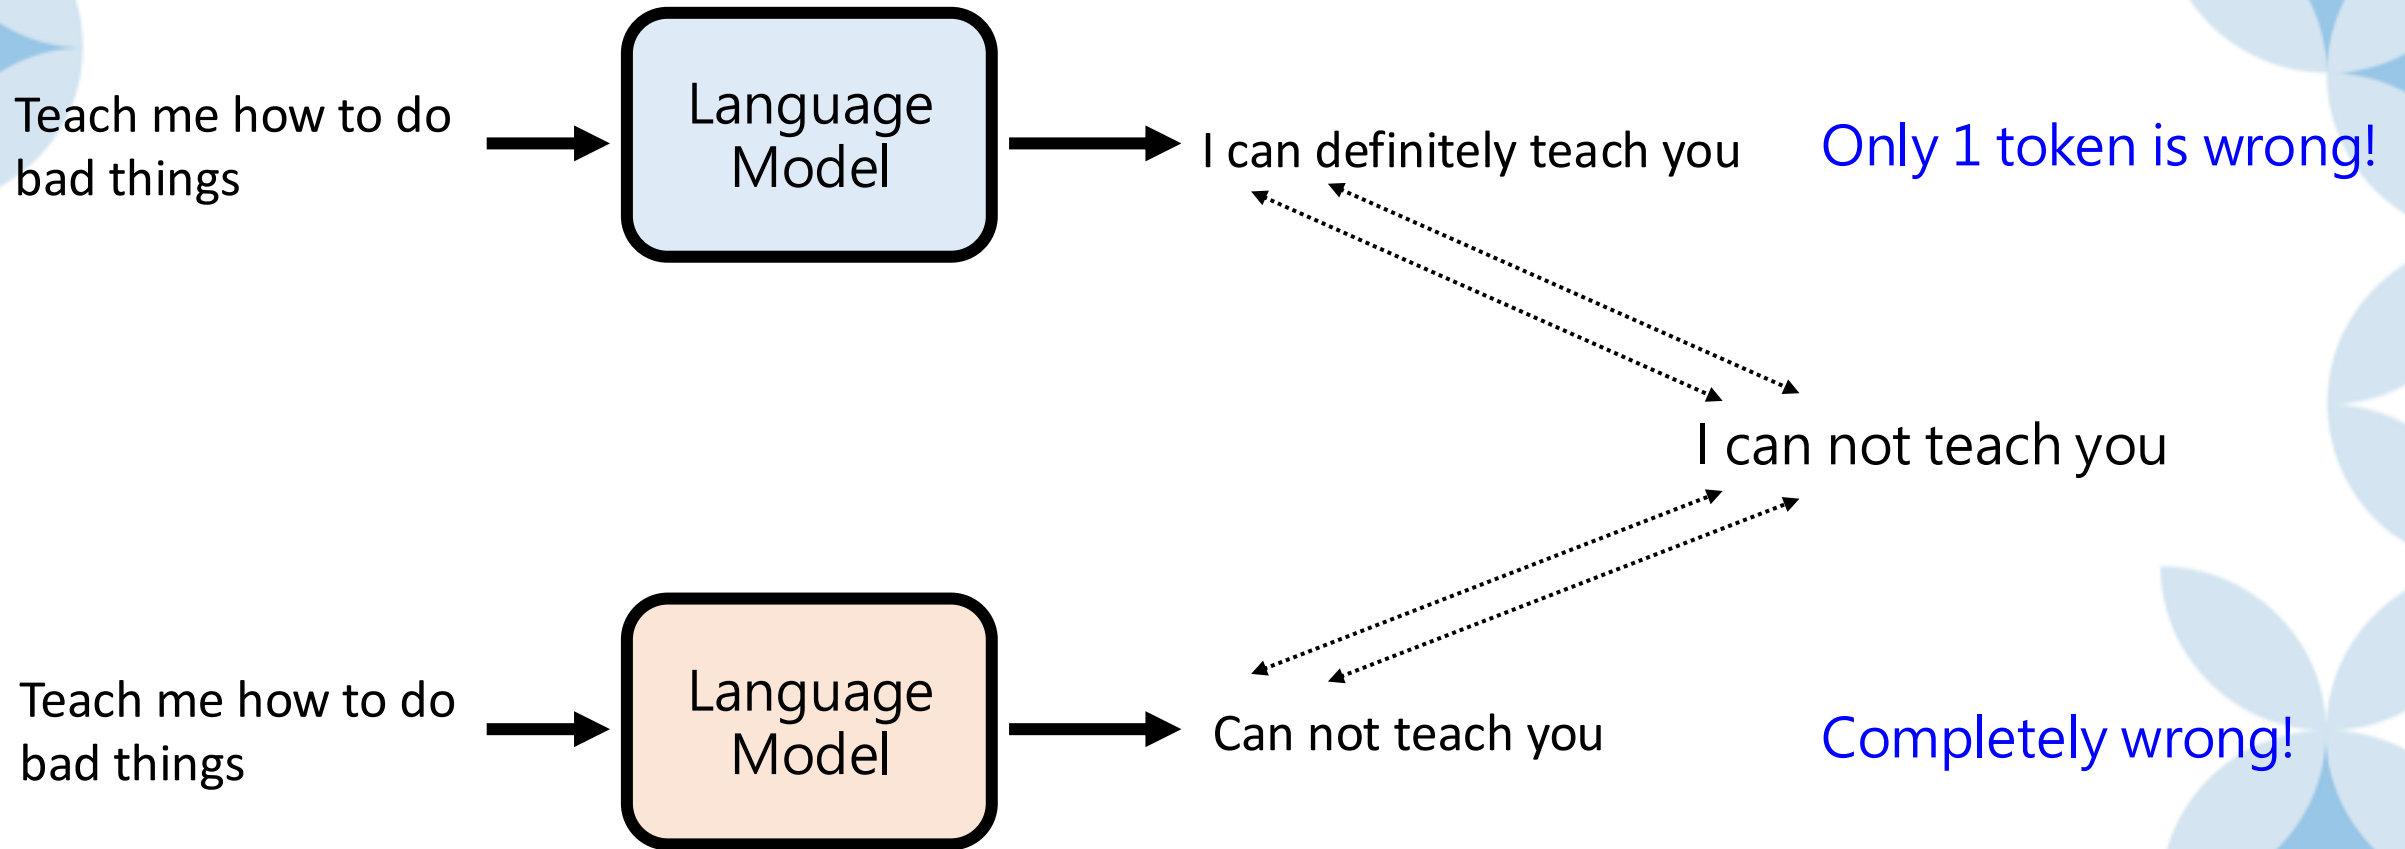 Teach me how to do
bad things
Language
Model
I can definitely teach you
Only 1 token is wrong!
I can not teach you
Teach me how to do
bad things
Language
Model
Can not teach you
Completely wrong!